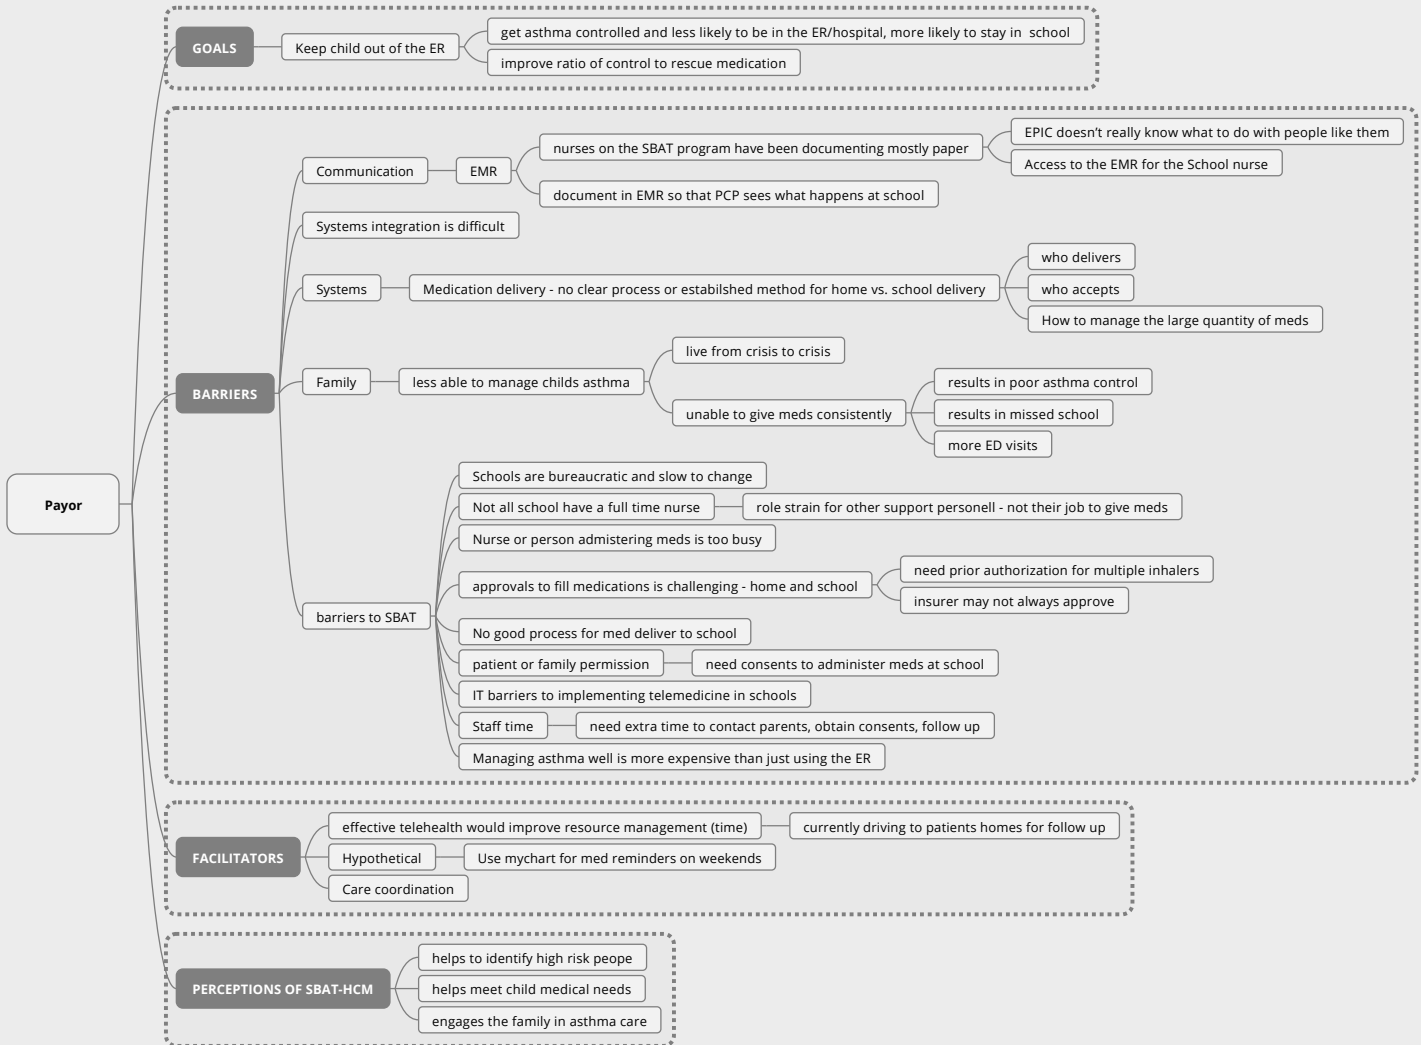 GOALS
Keep child out of the ER
get asthma controlled and less likely to be in the ER/hospital, more likely to stay in  school
improve ratio of control to rescue medication
Payor
BARRIERS
Communication
EMR
nurses on the SBAT program have been documenting mostly paper
EPIC doesn’t really know what to do with people like them
Access to the EMR for the School nurse
document in EMR so that PCP sees what happens at school
Systems integration is difficult
Systems
Medication delivery - no clear process or estabilshed method for home vs. school delivery
who delivers
who accepts
How to manage the large quantity of meds
Family
less able to manage childs asthma
live from crisis to crisis
unable to give meds consistently
results in poor asthma control
results in missed school
more ED visits
barriers to SBAT
Schools are bureaucratic and slow to change
Not all school have a full time nurse
role strain for other support personell - not their job to give meds
Nurse or person admistering meds is too busy
approvals to fill medications is challenging - home and school
need prior authorization for multiple inhalers
insurer may not always approve
No good process for med deliver to school
patient or family permission
need consents to administer meds at school
IT barriers to implementing telemedicine in schools
Staff time
need extra time to contact parents, obtain consents, follow up
Managing asthma well is more expensive than just using the ER
FACILITATORS
effective telehealth would improve resource management (time)
currently driving to patients homes for follow up
Hypothetical
Use mychart for med reminders on weekends
Care coordination
PERCEPTIONS OF SBAT-HCM
helps to identify high risk peope
helps meet child medical needs
engages the family in asthma care